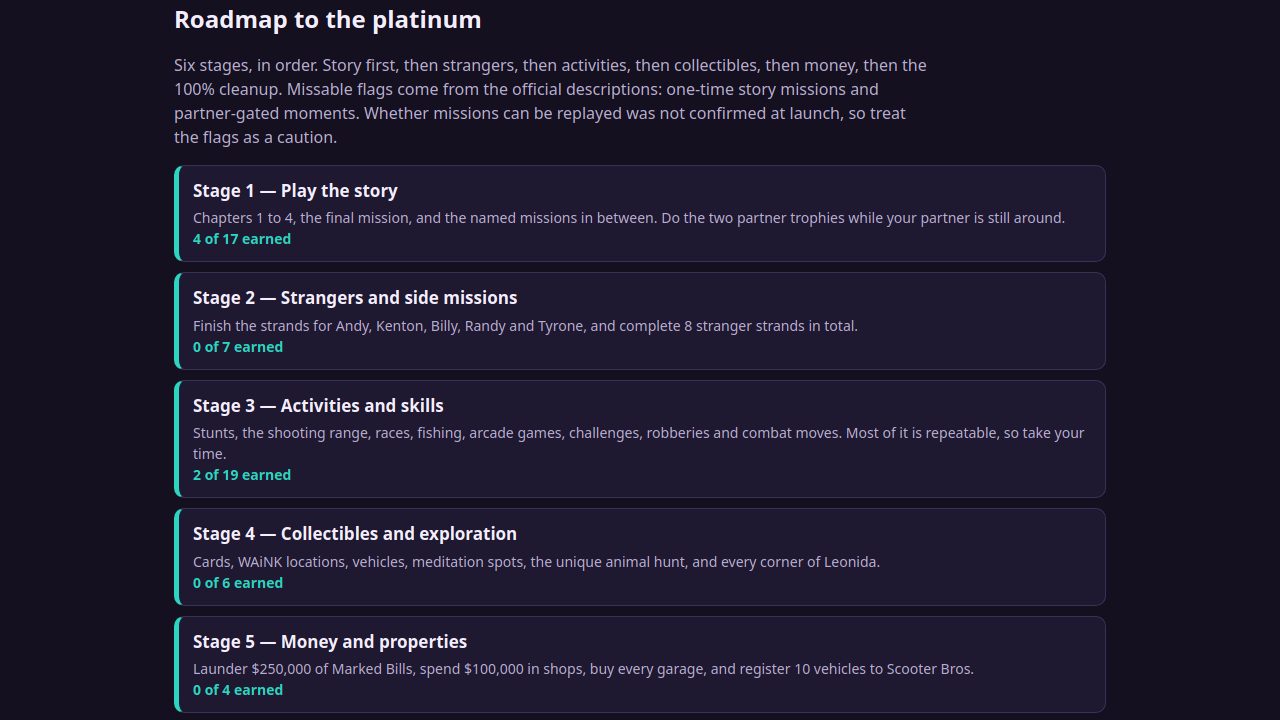 Roadmap to the platinum
Six stages, in order. Story first, then strangers, then activities, then collectibles, then money, then the
100% cleanup. Missable flags come from the official descriptions: one-time story missions and
partner-gated moments. Whether missions can be replayed was not confirmed at launch, so treat
the flags as a caution.
Stage 1 — Play the story
Chapters 1 to 4, the final mission, and the named missions in between. Do the two partner trophies while your partner is still around.
4 of 17 earned
Stage 2 — Strangers and side missions
Finish the strands for Andy, Kenton, Billy, Randy and Tyrone, and complete 8 stranger strands in total.
0 of 7 earned
Stage 3 — Activities and skills
Stunts, the shooting range, races, fishing, arcade games, challenges, robberies and combat moves. Most of it is repeatable, so take your
time.
2 of 19 earned
Stage 4 — Collectibles and exploration
Cards, WAiNK locations, vehicles, meditation spots, the unique animal hunt, and every corner of Leonida.
0 of 6 earned
Stage 5 — Money and properties
Launder $250,000 of Marked Bills, spend $100,000 in shops, buy every garage, and register 10 vehicles to Scooter Bros.
0 of 4 earned